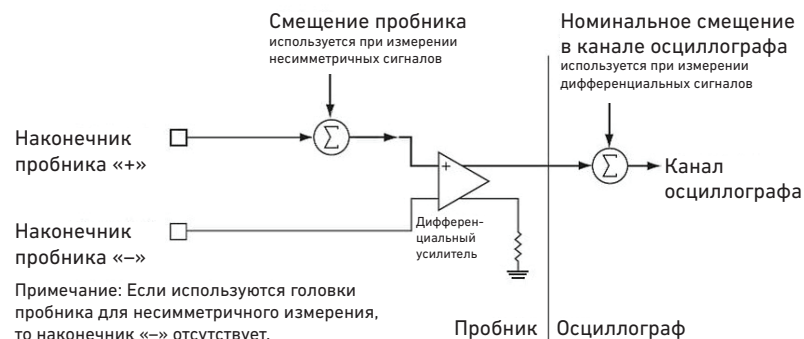 Смещение пробника
используется при измерении
несимметричных сигналов
Номинальное смещение
в канале осциллографа
используется при измерении
дифференциальных сигналов
Наконечник
пробника «+»
Σ
+
Σ
Канал
осциллографа
Наконечник
пробника «–»
Дифферен-
циальный
усилитель
Примечание: Если используются головки
пробника для несимметричного измерения,
то наконечник «–» отсутствует.
Пробник
Осциллограф